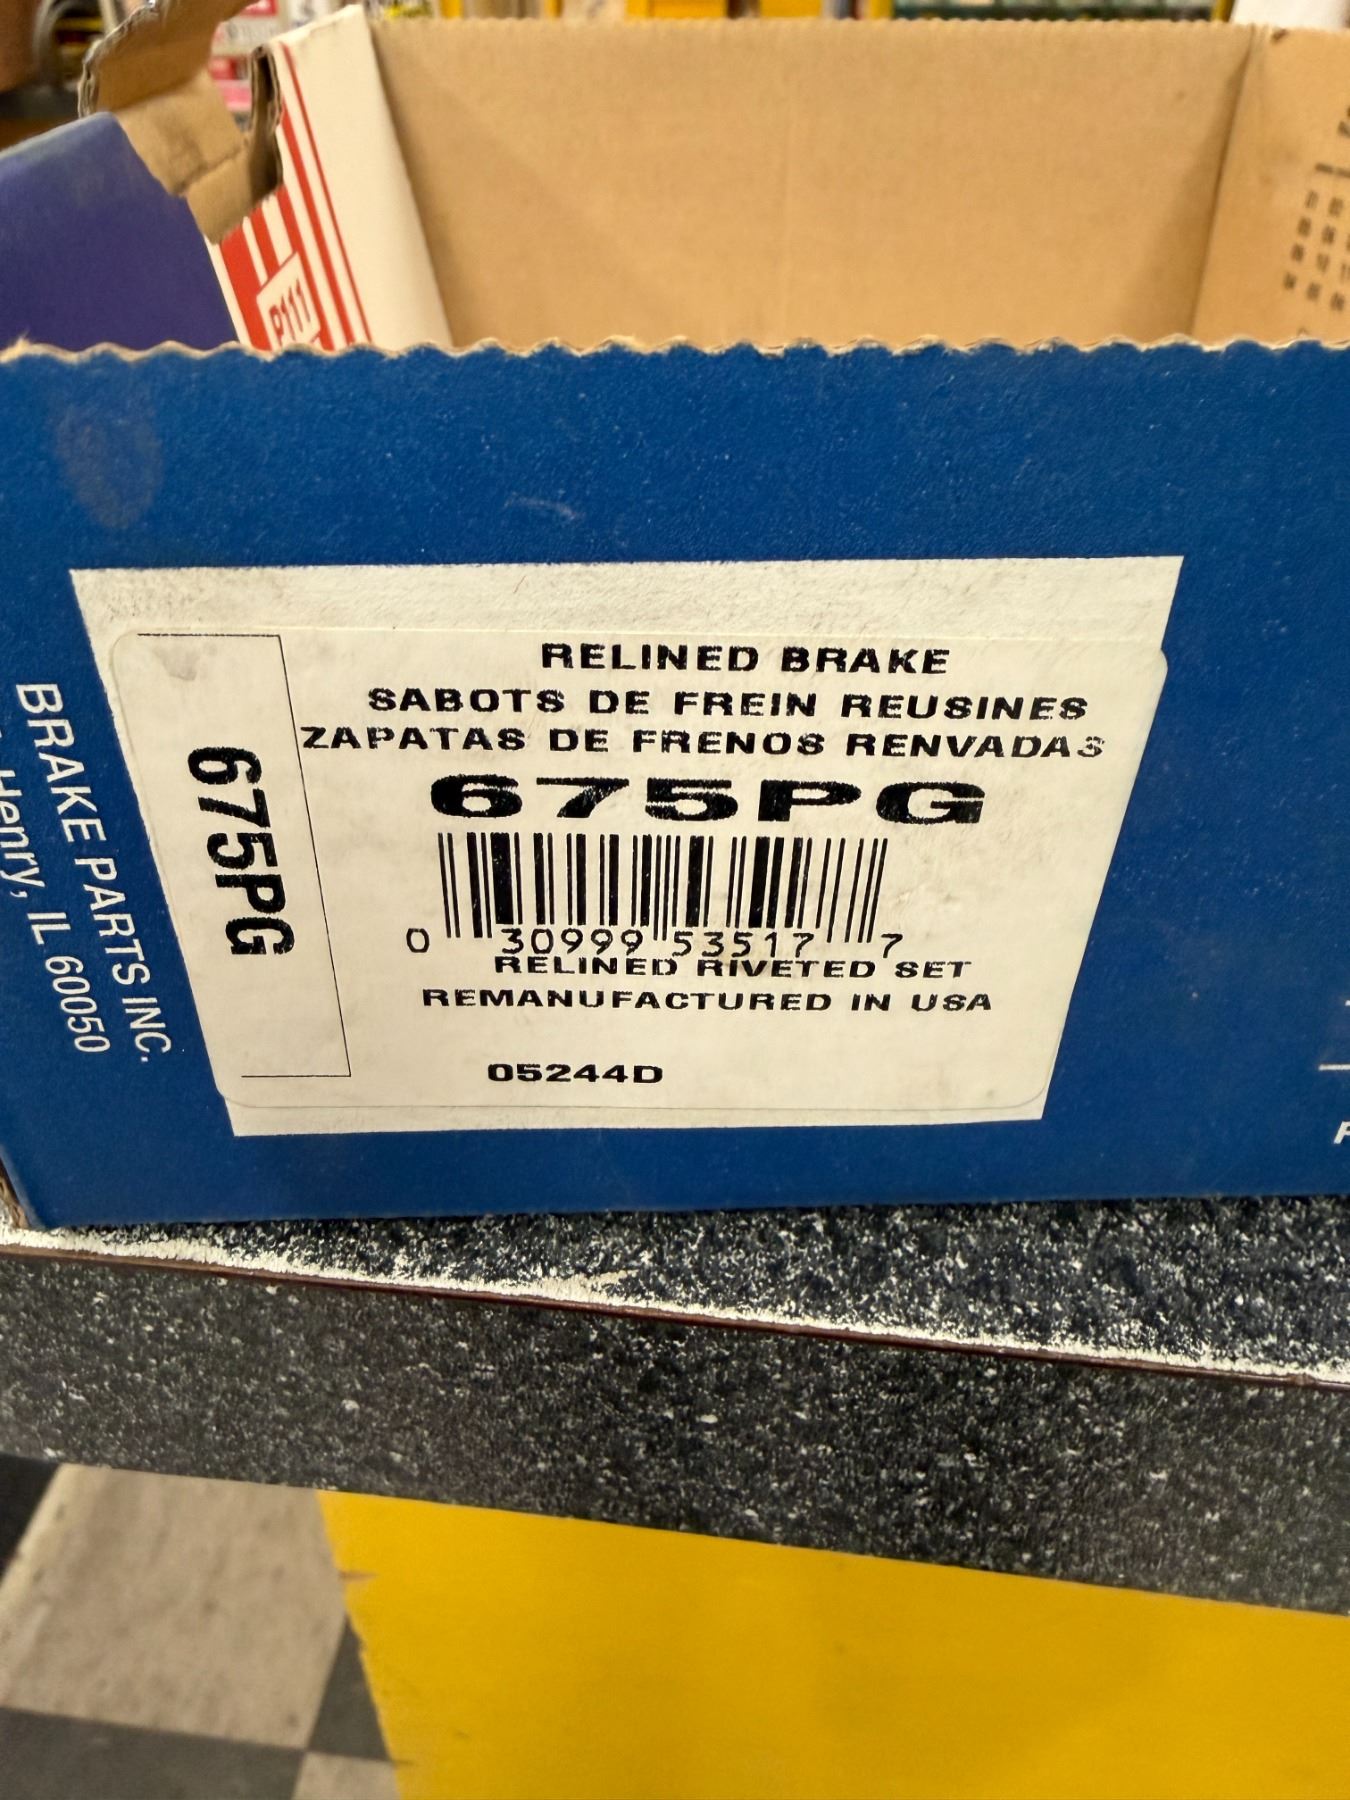 P111
BRAKE PARTS INC.
Henry, IL 60050
675PG
RELINED BRAKE
SABOTS DE FREIN REUSINES
ZAPATAS DE FRENOS RENVADAS
675PG
0 30999 53517 7
RELINED RIVETED SET
REMANUFACTURED IN USA
05244D